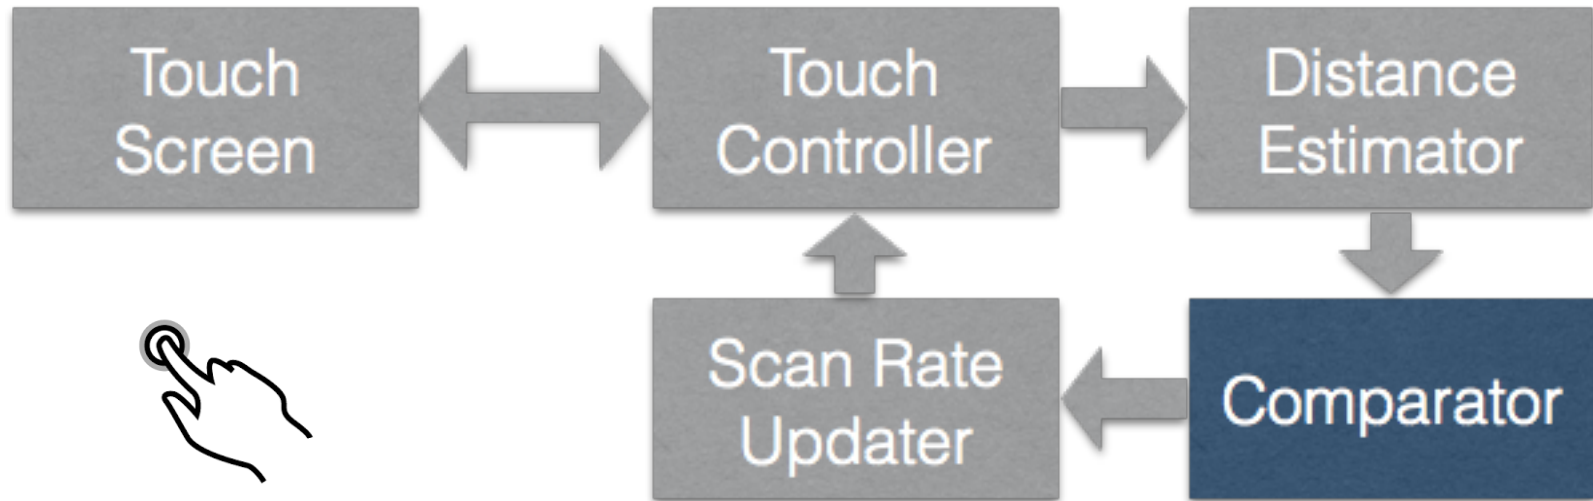 Touch
Screen
Touch
Controller
Distance
Estimator
Scan Rate
Updater
Comparator